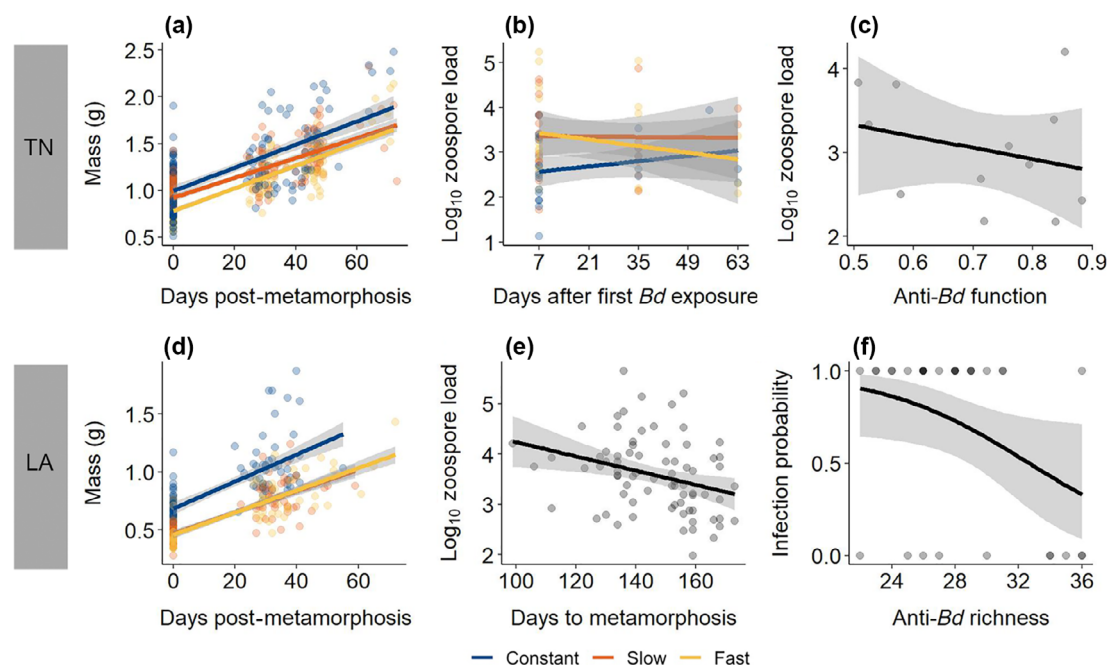 TN
(a)
Mass (g)
2.5
2.0
1.5
1.0
0.5
0 20 40 60
Days post-metamorphosis
(b)
Log10 zoospore load
5
4
3
2
1
7 21 35 49 63
Days after first Bd exposure
(c)
Log10 zoospore load
4
3
2
0.5 0.6 0.7 0.8 0.9
Anti-Bd function
LA
(d)
Mass (g)
1.5
1.0
0.5
0 20 40 60
Days post-metamorphosis
(e)
Log10 zoospore load
5
4
3
2
100 120 140 160
Days to metamorphosis
(f)
Infection probability
1.0
0.5
0.0
24 28 32 36
Anti-Bd richness
Constant Slow Fast